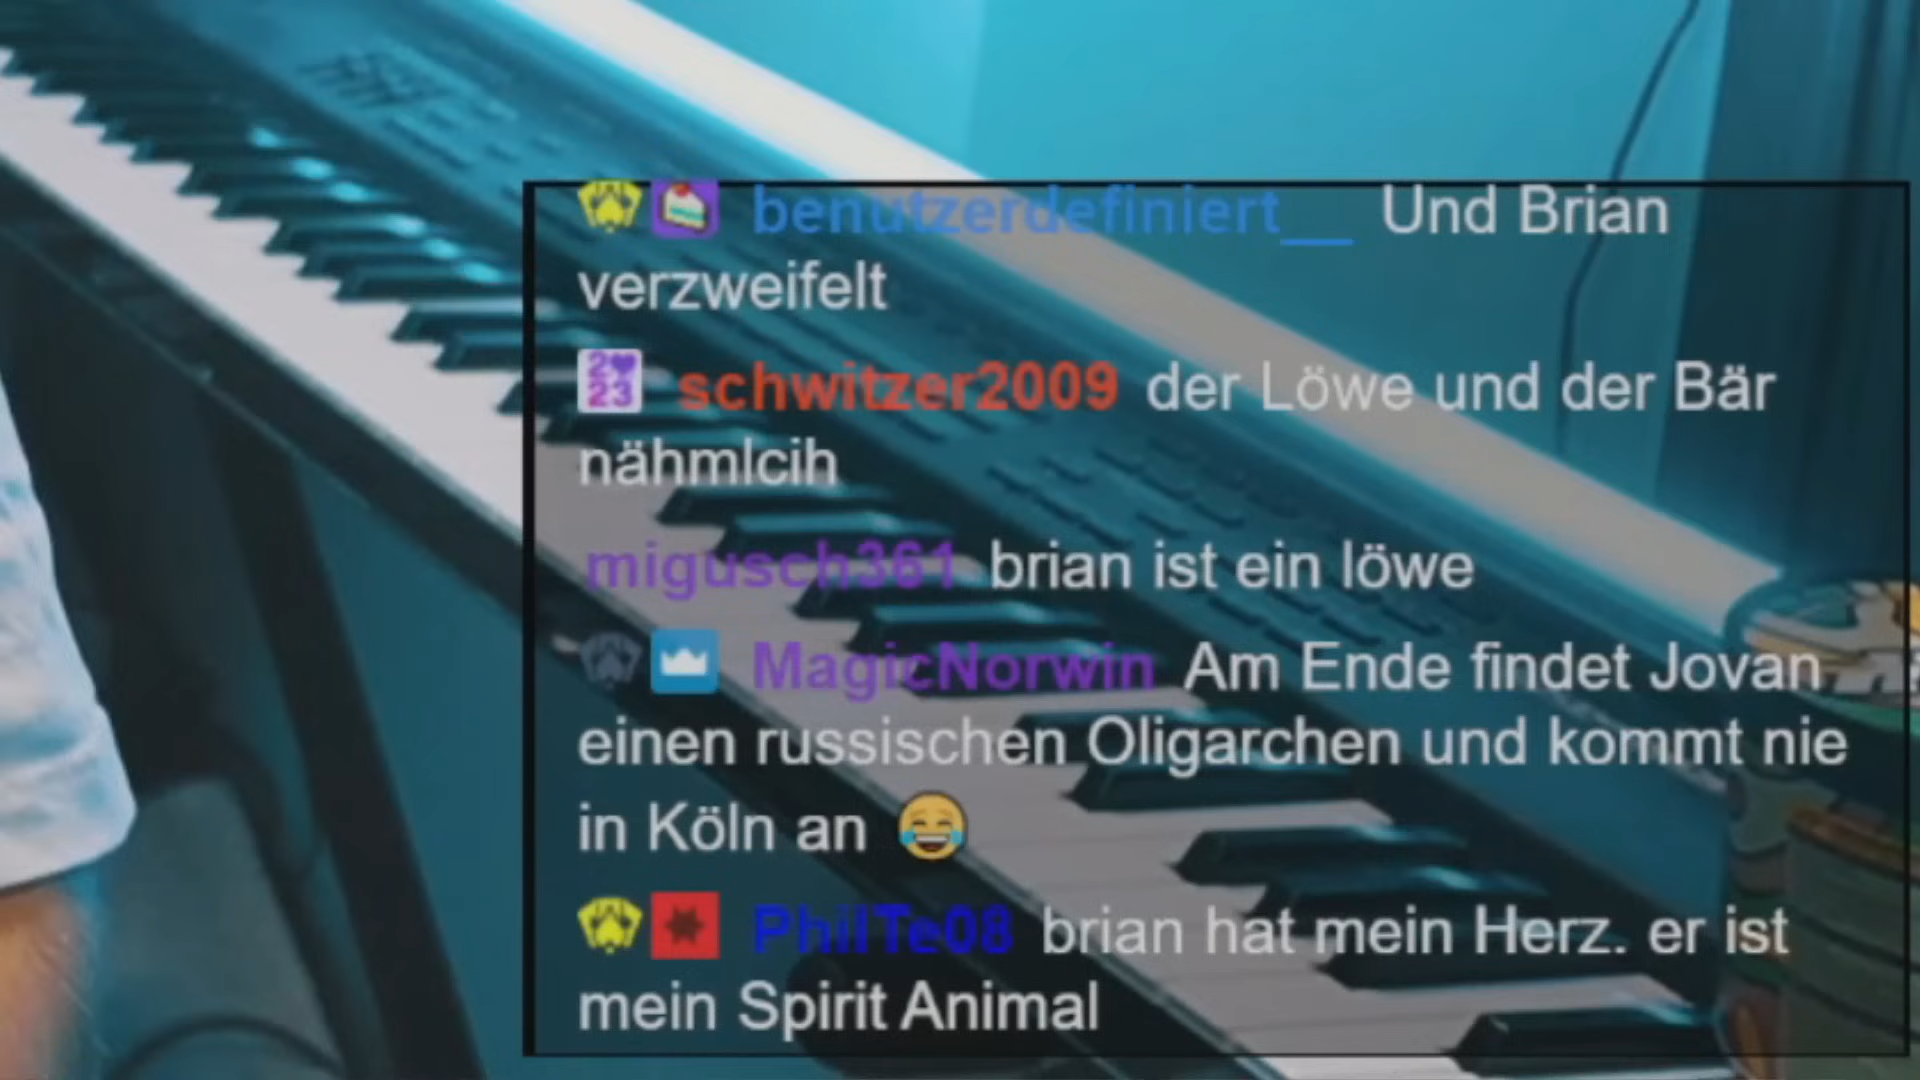 benutzerdefiniert__ Und Brian
verzweifelt
2023 schwitzer2009 der Löwe und der Bär
nähmlcih
migusch361 brian ist ein löwe
MagicNorwin Am Ende findet Jovan
einen russischen Oligarchen und kommt nie
in Köln an 😂
PhilTe08 brian hat mein Herz. er ist
mein Spirit Animal